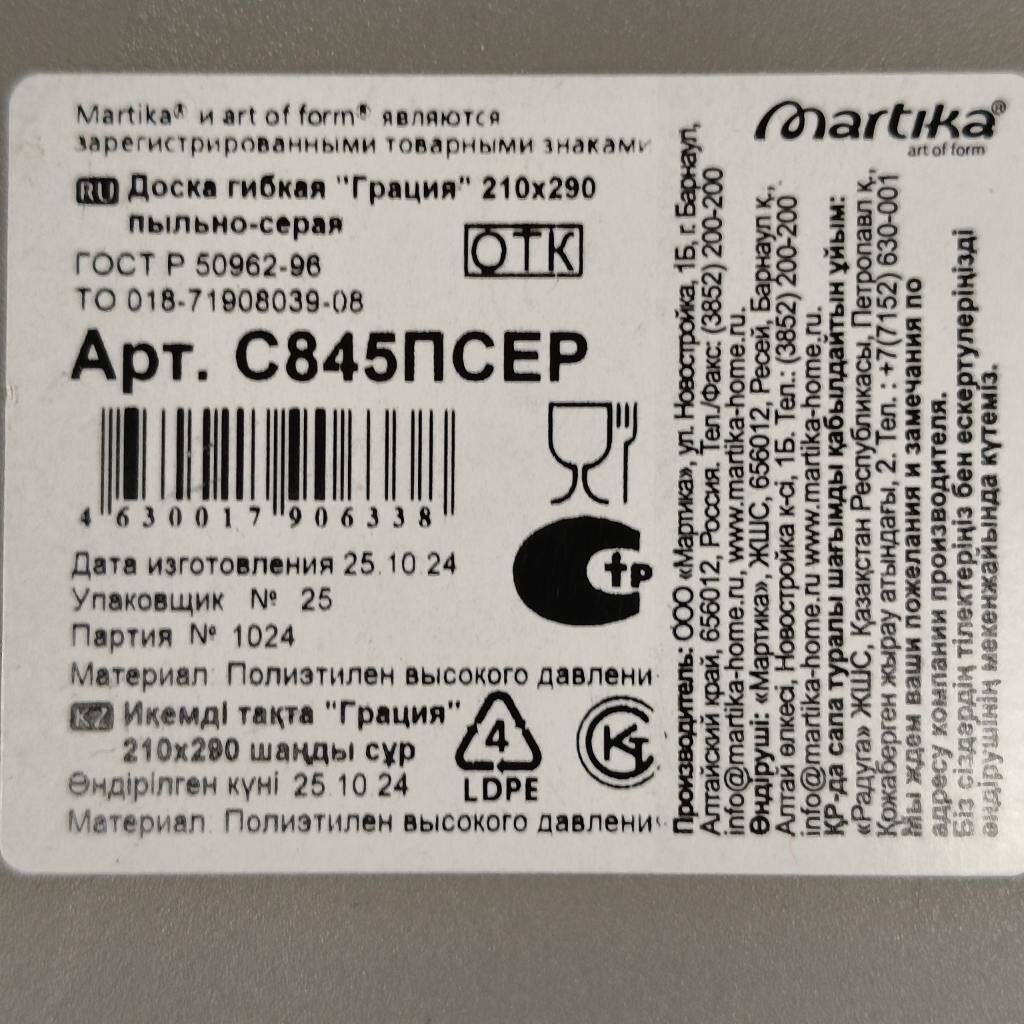 Martika® и art of form® являются
зарегистрированными товарными знаками
RU Доска гибкая "Грация" 210х290
пыльно-серая
ГОСТ Р 50962-96
ТО 018-71908039-08
ОТК
Арт. С845ПСЕР
4 630017 906338
Дата изготовления 25.10.24
Упаковщик № 25
Партия № 1024
Материал: Полиэтилен высокого давлени
KZ Икемді тақта "Грация"
210х290 шаңды сұр
Өндірілген күні 25.10.24
Материал: Полиэтилен высокого давлени
тр
4
LDPE
Martika®
art of form
Производитель: ООО «Мартика», ул. Новостройка, 1Б, г. Барнаул,
Алтайский край, 656012, Россия. Тел./Факс: (3852) 200-200
info@martika-home.ru, www.martika-home.ru.
Өндіруші: «Мартика», ЖШС, 656012, Ресей, Барнаул қ.,
Алтай өлкесі, Новостройка к-сі, 1Б. Тел.: (3852) 200-200
info@martika-home.ru www.martika-home.ru.
ҚР-да сапа туралы шағымды қабылдайтын ұйым:
«Радуга» ЖШС, Қазақстан Республикасы, Петропавл қ.,
Қожаберген жырау атындағы, 2. Тел. : +7(7152) 630-001
Мы ждем ваши пожелания и замечания по
адресу компании производителя.
Біз сіздердің тілектеріңіз бен ескертулеріңізді
өндірушінің мекенжайында күтеміз.